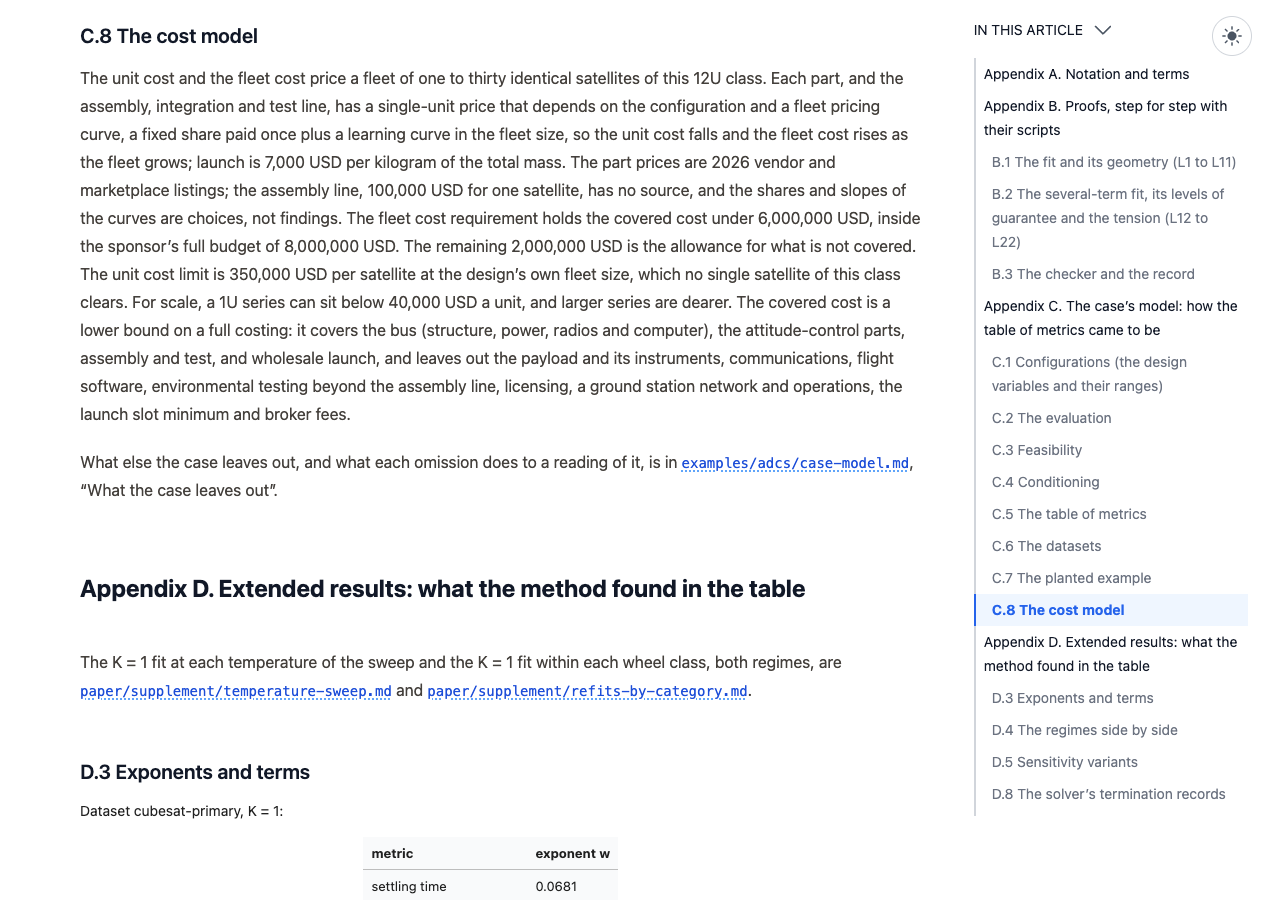 C.8 The cost model
The unit cost and the fleet cost price a fleet of one to thirty identical satellites of this 12U class. Each part, and the
assembly, integration and test line, has a single-unit price that depends on the configuration and a fleet pricing
curve, a fixed share paid once plus a learning curve in the fleet size, so the unit cost falls and the fleet cost rises as
the fleet grows; launch is 7,000 USD per kilogram of the total mass. The part prices are 2026 vendor and
marketplace listings; the assembly line, 100,000 USD for one satellite, has no source, and the shares and slopes of
the curves are choices, not findings. The fleet cost requirement holds the covered cost under 6,000,000 USD, inside
the sponsor’s full budget of 8,000,000 USD. The remaining 2,000,000 USD is the allowance for what is not covered.
The unit cost limit is 350,000 USD per satellite at the design’s own fleet size, which no single satellite of this class
clears. For scale, a 1U series can sit below 40,000 USD a unit, and larger series are dearer. The covered cost is a
lower bound on a full costing: it covers the bus (structure, power, radios and computer), the attitude-control parts,
assembly and test, and wholesale launch, and leaves out the payload and its instruments, communications, flight
software, environmental testing beyond the assembly line, licensing, a ground station network and operations, the
launch slot minimum and broker fees.
What else the case leaves out, and what each omission does to a reading of it, is in examples/adcs/case-model.md,
“What the case leaves out”.
Appendix D. Extended results: what the method found in the table
The K = 1 fit at each temperature of the sweep and the K = 1 fit within each wheel class, both regimes, are
paper/supplement/temperature-sweep.md and paper/supplement/refits-by-category.md.
D.3 Exponents and terms
Dataset cubesat-primary, K = 1:
metric exponent w
settling time 0.0681
IN THIS ARTICLE
Appendix A. Notation and terms
Appendix B. Proofs, step for step with
their scripts
B.1 The fit and its geometry (L1 to L11)
B.2 The several-term fit, its levels of
guarantee and the tension (L12 to
L22)
B.3 The checker and the record
Appendix C. The case’s model: how the
table of metrics came to be
C.1 Configurations (the design
variables and their ranges)
C.2 The evaluation
C.3 Feasibility
C.4 Conditioning
C.5 The table of metrics
C.6 The datasets
C.7 The planted example
C.8 The cost model
Appendix D. Extended results: what the
method found in the table
D.3 Exponents and terms
D.4 The regimes side by side
D.5 Sensitivity variants
D.8 The solver’s termination records